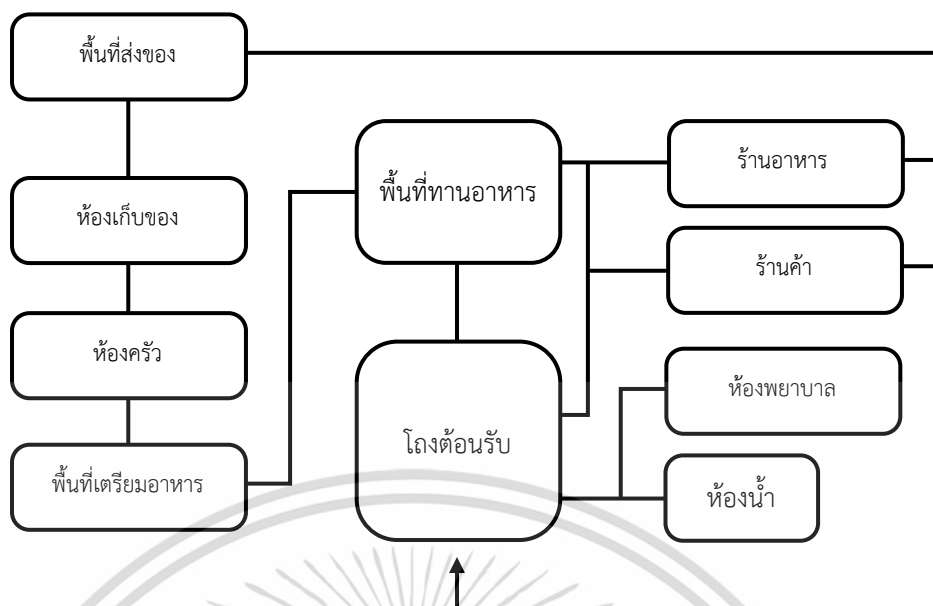 พื้นที่ส่งของ
ห้องเก็บของ
ห้องครัว
พื้นที่เตรียมอาหาร
พื้นที่ทานอาหาร
โถงต้อนรับ
ร้านอาหาร
ร้านค้า
ห้องพยาบาล
ห้องน้ำ